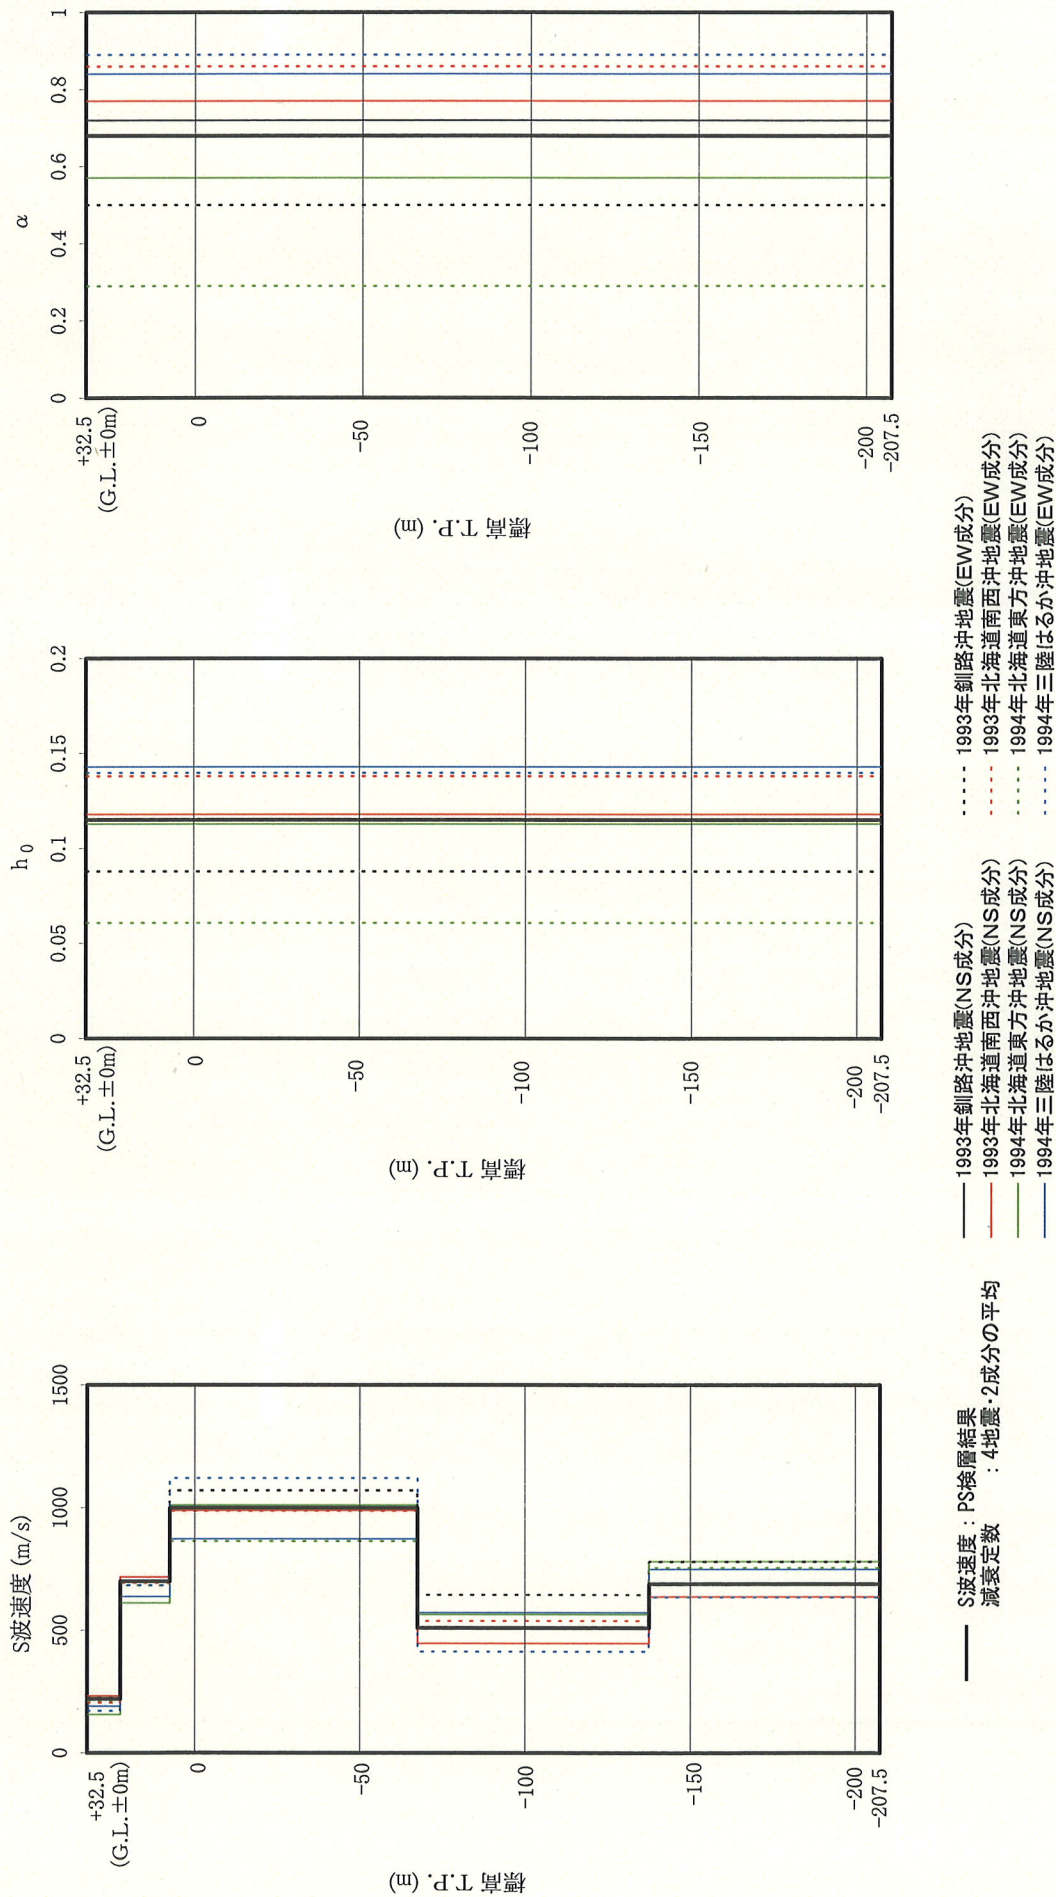 S波速度 (m/s)
0
500
1000
1500
+32.5
(G.L.±0m)
0
-50
-100
-150
-200
-207.5
標高 T.P. (m)
h0
0
0.05
0.1
0.15
0.2
+32.5
(G.L.±0m)
0
-50
-100
-150
-200
-207.5
標高 T.P. (m)
α
0
0.2
0.4
0.6
0.8
1
+32.5
(G.L.±0m)
0
-50
-100
-150
-200
-207.5
標高 T.P. (m)
S波速度：PS検層結果
減衰定数　：4地震・2成分の平均
1993年釧路沖地震(NS成分)
1993年北海道南西沖地震(NS成分)
1994年北海道東方沖地震(NS成分)
1994年三陸はるか沖地震(NS成分)
1993年釧路沖地震(EW成分)
1993年北海道南西沖地震(EW成分)
1994年北海道東方沖地震(EW成分)
1994年三陸はるか沖地震(EW成分)